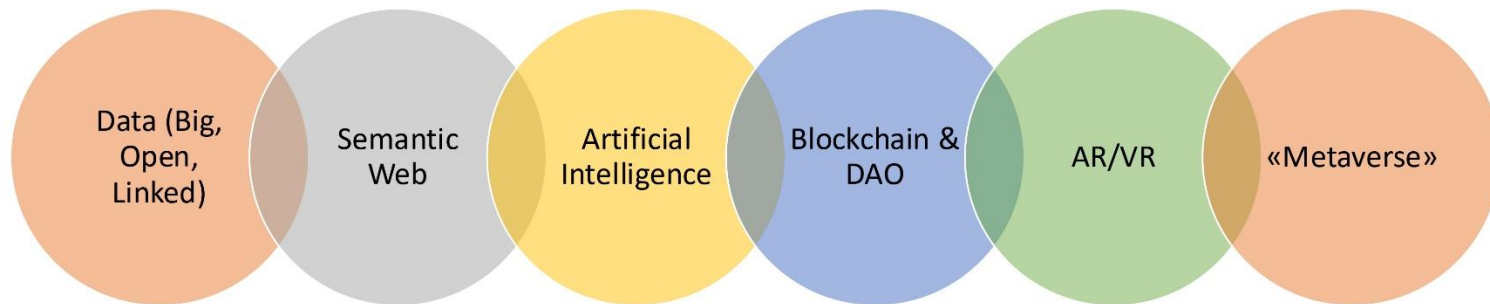 Data (Big,
Open,
Linked)
Semantic
Web
Artificial
Intelligence
Blockchain &
DAO
AR/VR
«Metaverse»